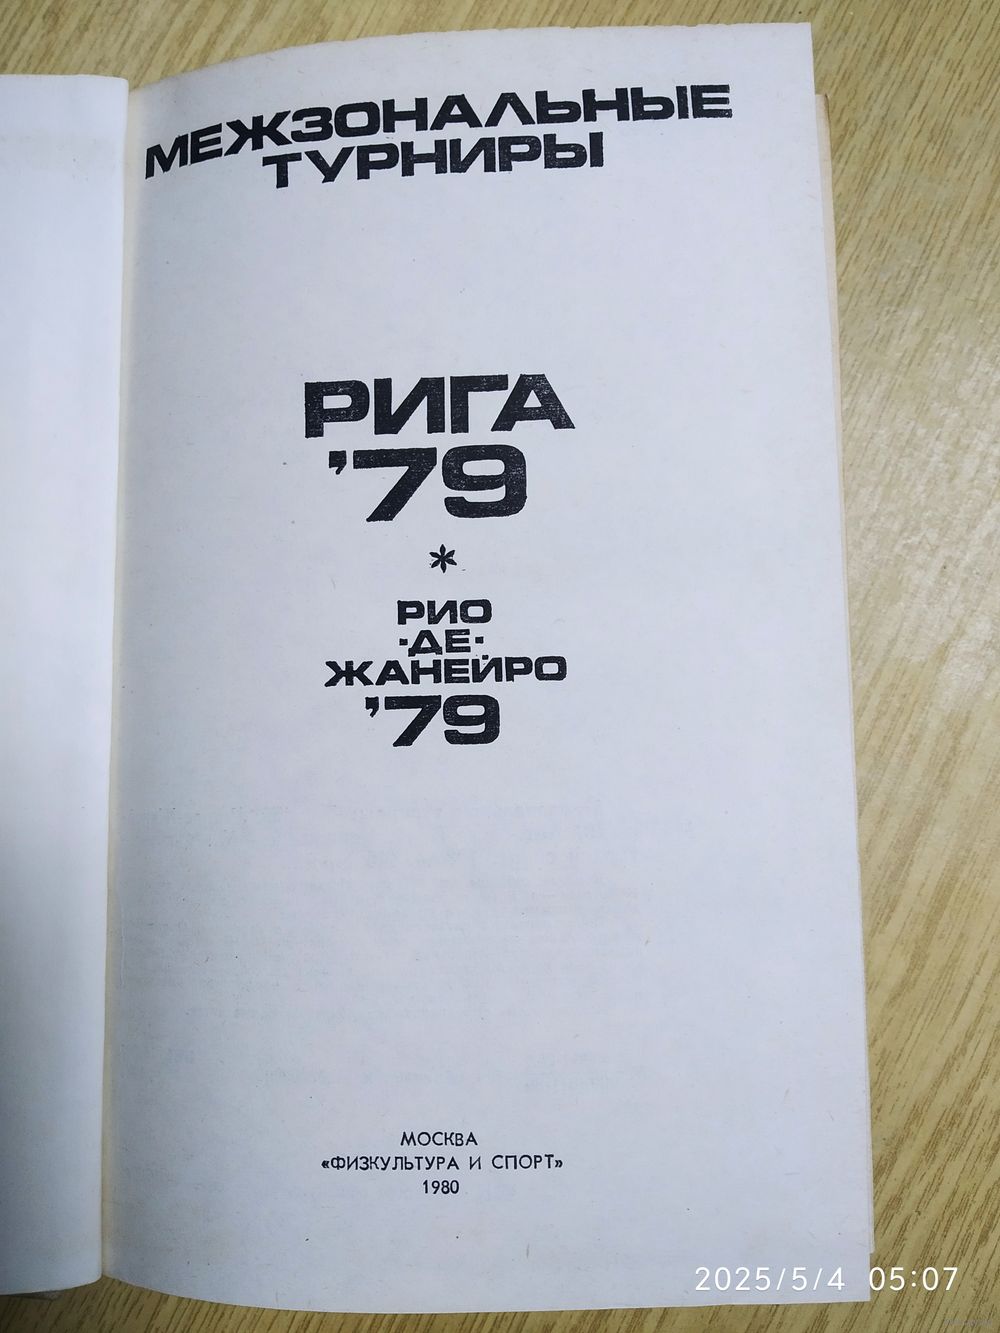 МЕЖЗОНАЛЬНЫЕ
ТУРНИРЫ
РИГА
'79
*
РИО
·ДЕ·
ЖАНЕЙРО
'79
МОСКВА
«ФИЗКУЛЬТУРА И СПОРТ»
1980
2025/5/4 05:07